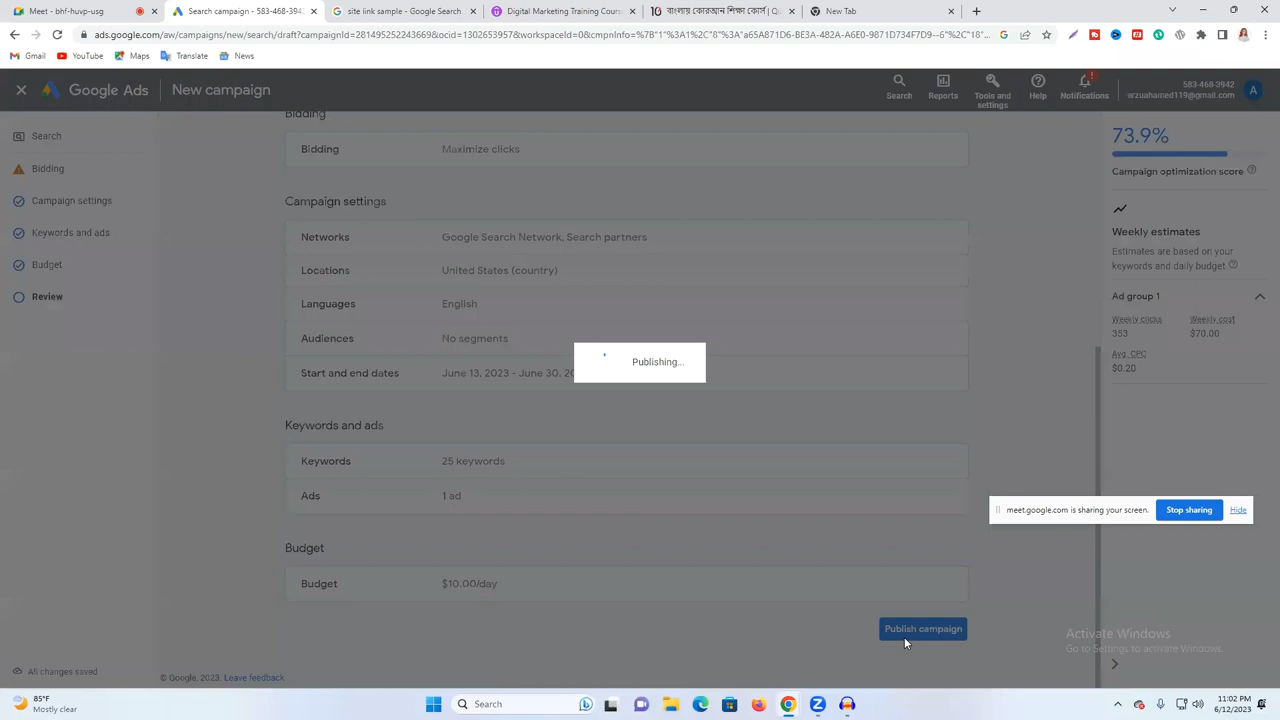 Meet - bhf-huvp-usg
Search campaign - 583-468-394
site link sample - Google Search
Digital Marketing Training Cours
বাংলায় কোরআন শিক্ষা কোর্স | Qu
New Tab
ads.google.com/aw/campaigns/new/search/draft?campaignId=281495252244069&ocid=1302653957&workspaceId=0&cmpnInfo=%7B"1"%3A1%2C"8"%3A"a65A871D6-BE3A-482A-A6E0-9871D734F7D9--6"%2C"18"...
Gmail
YouTube
Maps
Translate
News
Google Ads
New campaign
Search
Reports
Tools and settings
Help
Notifications
583-468-3942
arzuahamed119@gmail.com
A
Search
Bidding
Campaign settings
Keywords and ads
Budget
Review
Bidding
Bidding Maximize clicks
Campaign settings
Networks Google Search Network, Search partners
Locations United States (country)
Languages English
Audiences No segments
Start and end dates June 13, 2023 - June 30, 20
Publishing...
Keywords and ads
Keywords 25 keywords
Ads 1 ad
Budget
Budget $10.00/day
Publish campaign
73.9%
Campaign optimization score
Weekly estimates
Estimates are based on your
keywords and daily budget
Ad group 1
Weekly clicks Weekly cost
353 $70.00
Avg. CPC
$0.20
meet.google.com is sharing your screen. Stop sharing Hide
Activate Windows
Go to Settings to activate Windows.
All changes saved
© Google, 2023. Leave feedback
85°F
Mostly clear
Search
11:02 PM
6/12/2023